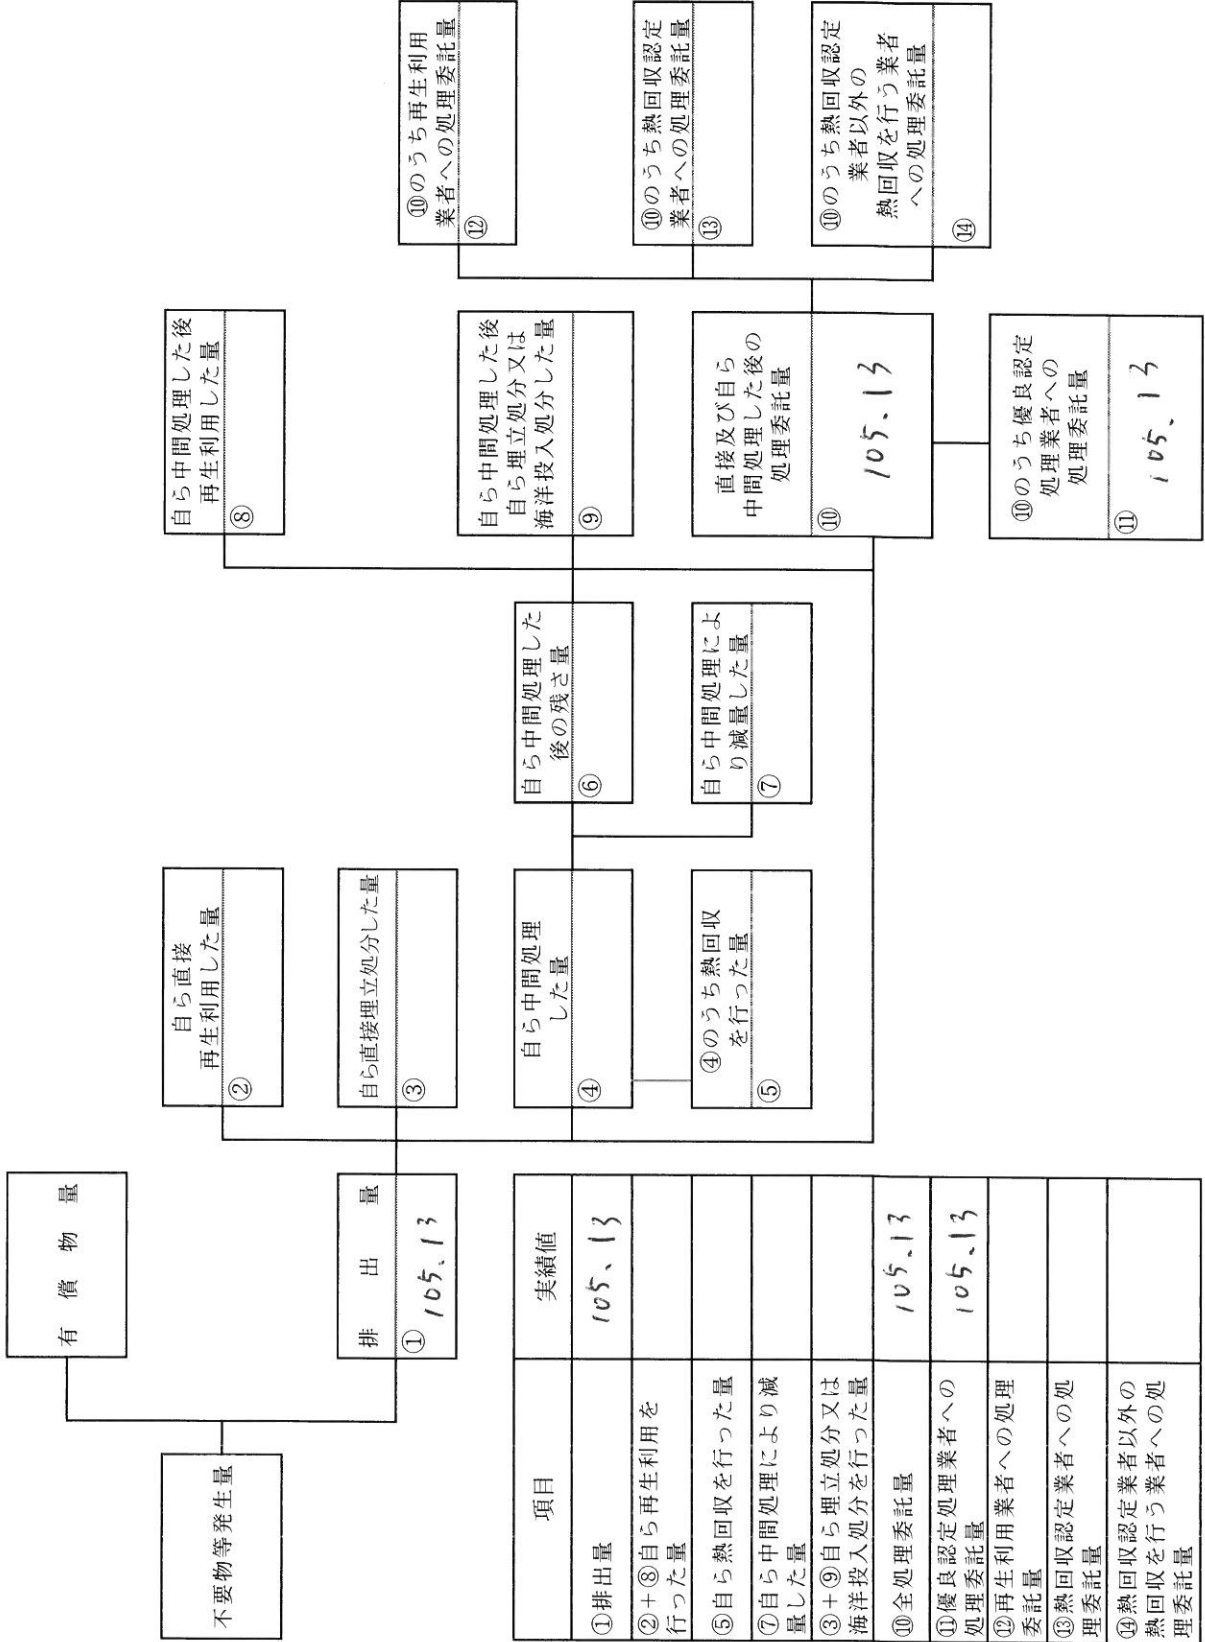 不要物等発生量
有償物量
排出量
① 105.13
自ら直接
再生利用した量
②
自ら直接埋立処分した量
③
自ら中間処理
した量
④
④のうち熱回収
を行った量
⑤
自ら中間処理した
後の残さ量
⑥
自ら中間処理によ
り減量した量
⑦
自ら中間処理した後
再生利用した量
⑧
自ら中間処理した後
自ら埋立処分又は
海洋投入処分した量
⑨
直接及び自ら
中間処理した後の
処理委託量
⑩ 105.13
⑩のうち優良認定
処理業者への
処理委託量
⑪ 105.13
⑩のうち再生利用
業者への処理委託量
⑫
⑩のうち熱回収認定
業者への処理委託量
⑬
⑩のうち熱回収認定
業者以外の
熱回収を行う業者
への処理委託量
⑭
項目 実績値
①排出量 105.13
②+⑧自ら再生利用を
行った量
⑤自ら熱回収を行った量
⑦自ら中間処理により減
量した量
③+⑨自ら埋立処分又は
海洋投入処分を行った量
⑩全処理委託量 105.13
⑪優良認定処理業者への
処理委託量 105.13
⑫再生利用業者への処理
委託量
⑬熱回収認定業者への処
理委託量
⑭熱回収認定業者以外の
熱回収を行う業者への処
理委託量